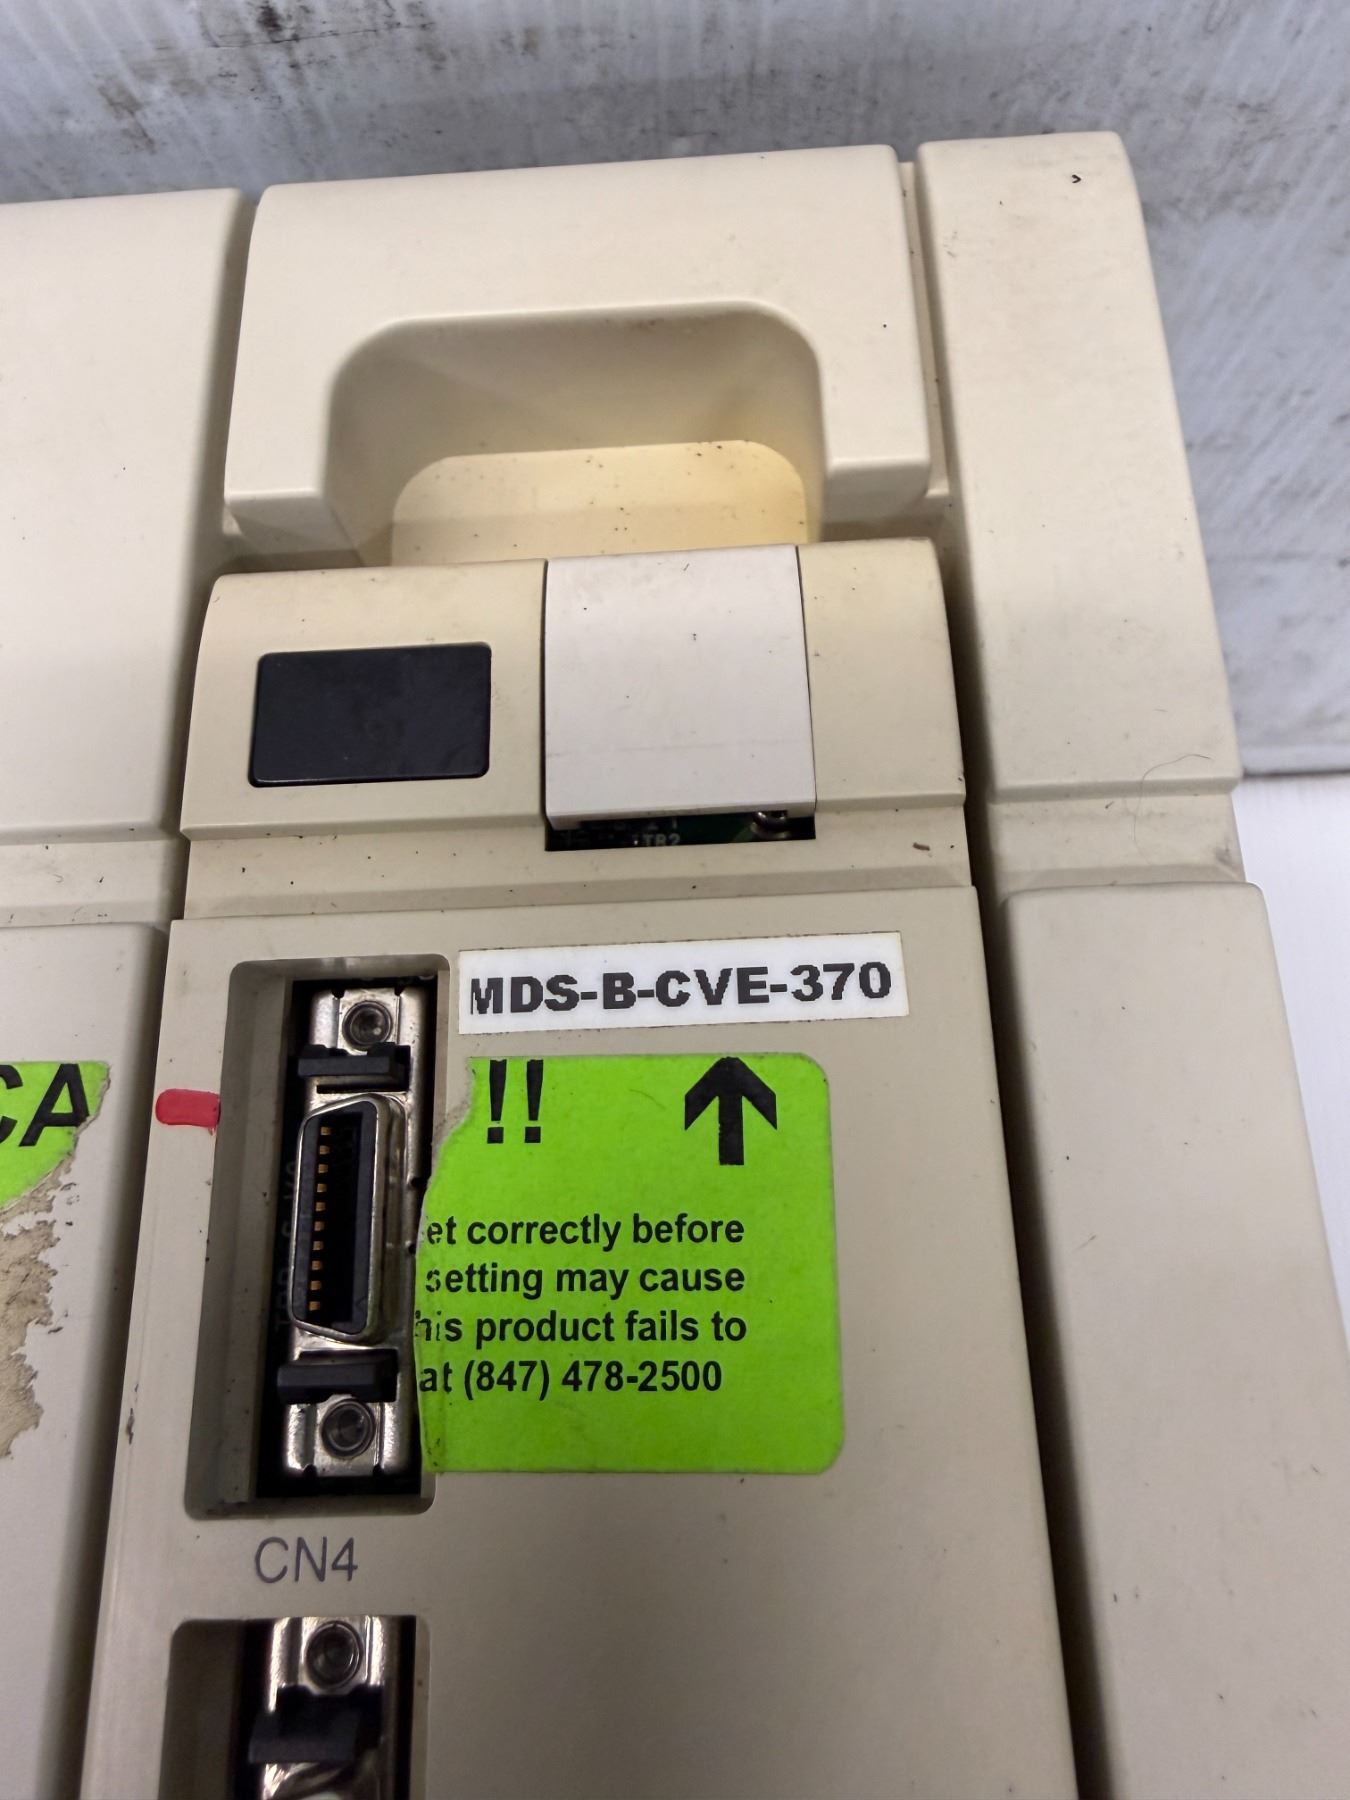 TB2
MDS-B-CVE-370
CA
!!
et correctly before
setting may cause
his product fails to
at (847) 478-2500
CN4